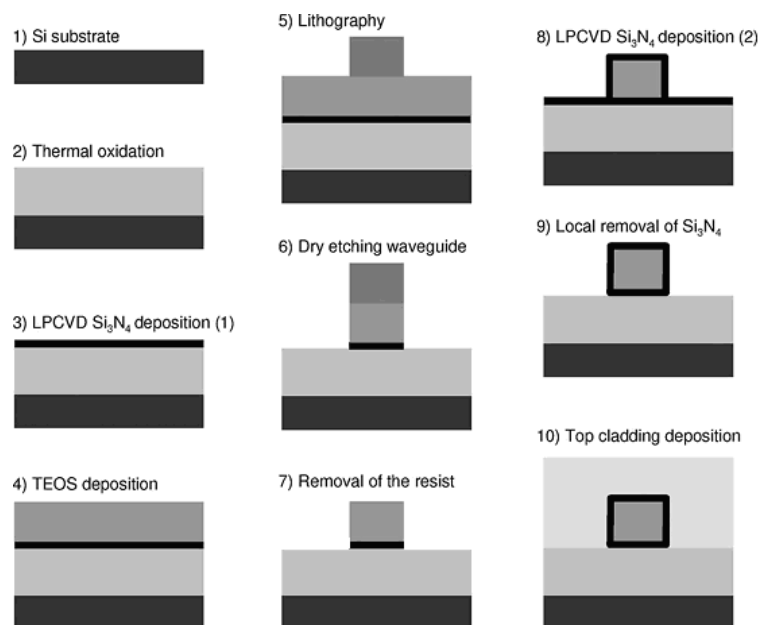 1) Si substrate
2) Thermal oxidation
3) LPCVD Si₃N₄ deposition (1)
4) TEOS deposition
5) Lithography
6) Dry etching waveguide
7) Removal of the resist
8) LPCVD Si₃N₄ deposition (2)
9) Local removal of Si₃N₄
10) Top cladding deposition